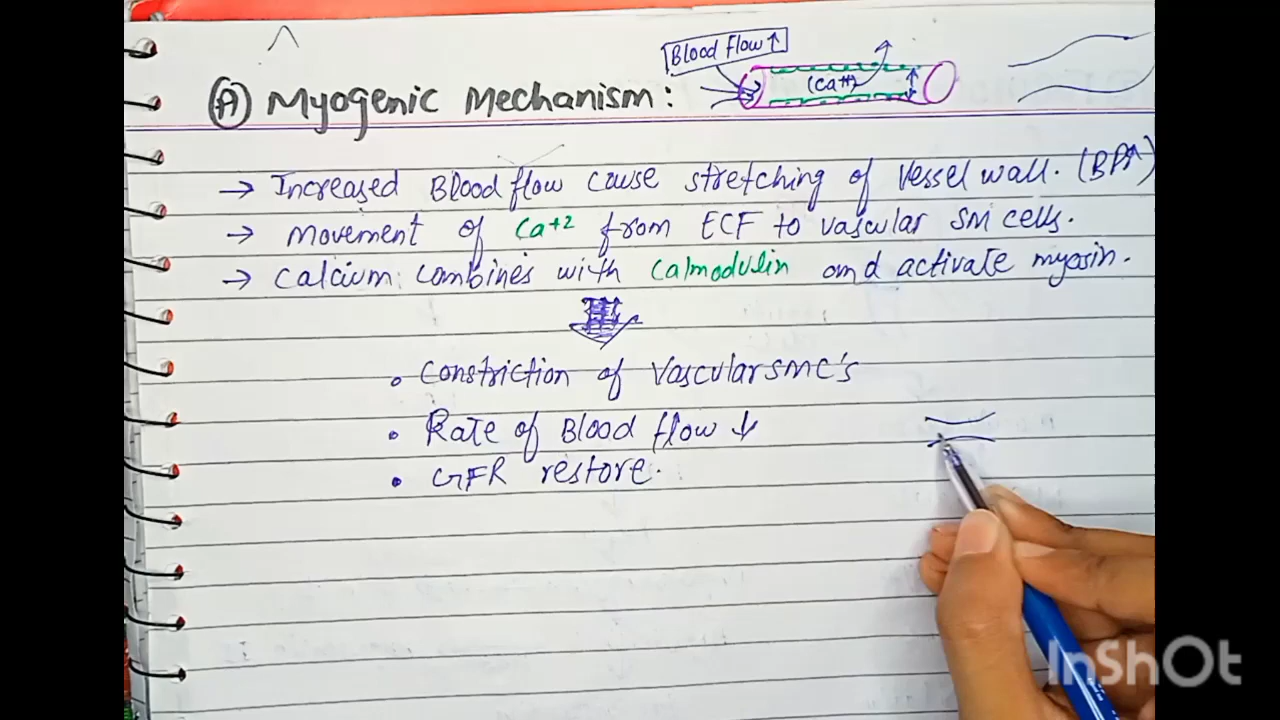 Blood flow ↑
(A) Myogenic Mechanism:
(Ca++)
→ Increased Blood flow cause stretching of vessel wall. (BP↑)
→ Movement of Ca+2 from ECF to vascular SM cells.
→ Calcium combines with Calmodulin and activate myosin.
• Constriction of Vascular SMC's
• Rate of Blood flow ↓
• GFR restore.
InShOt